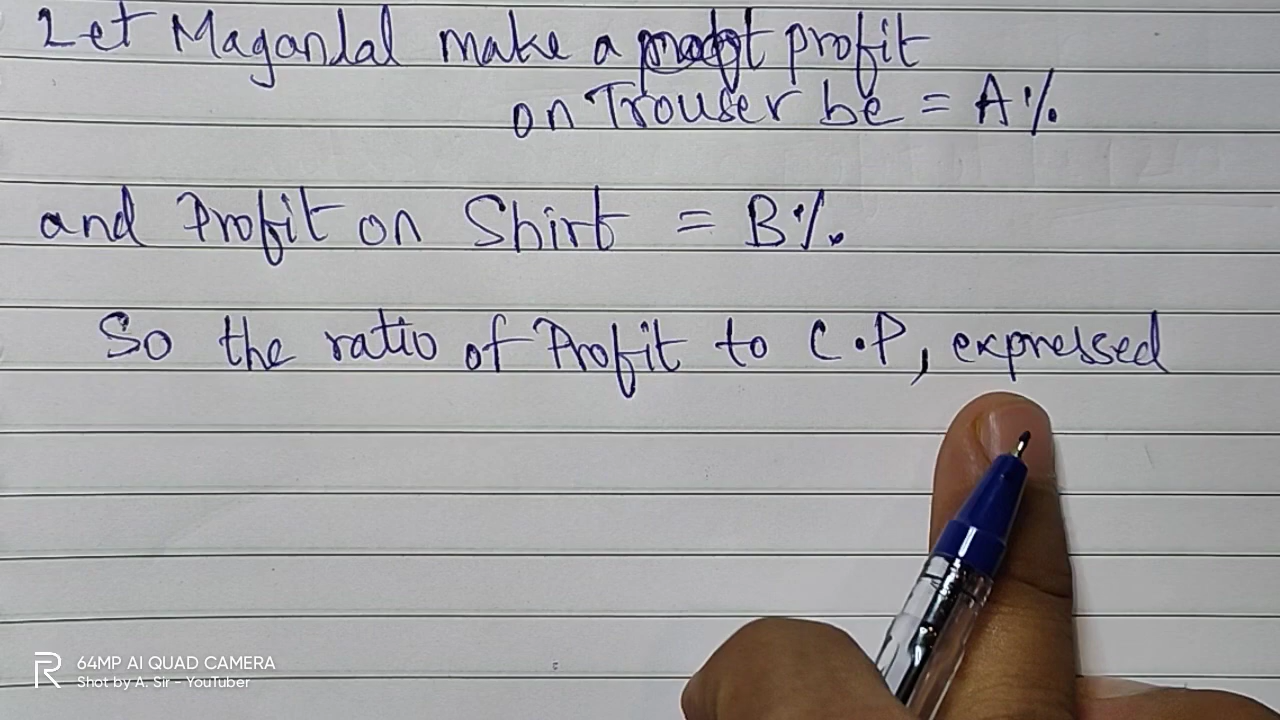 Let Maganlal make a profit
on Trouser be = A%
and Profit on Shirt = B%.
So the ratio of Profit to C.P, expressed
64MP AI QUAD CAMERA
Shot by A. Sir - YouTuber